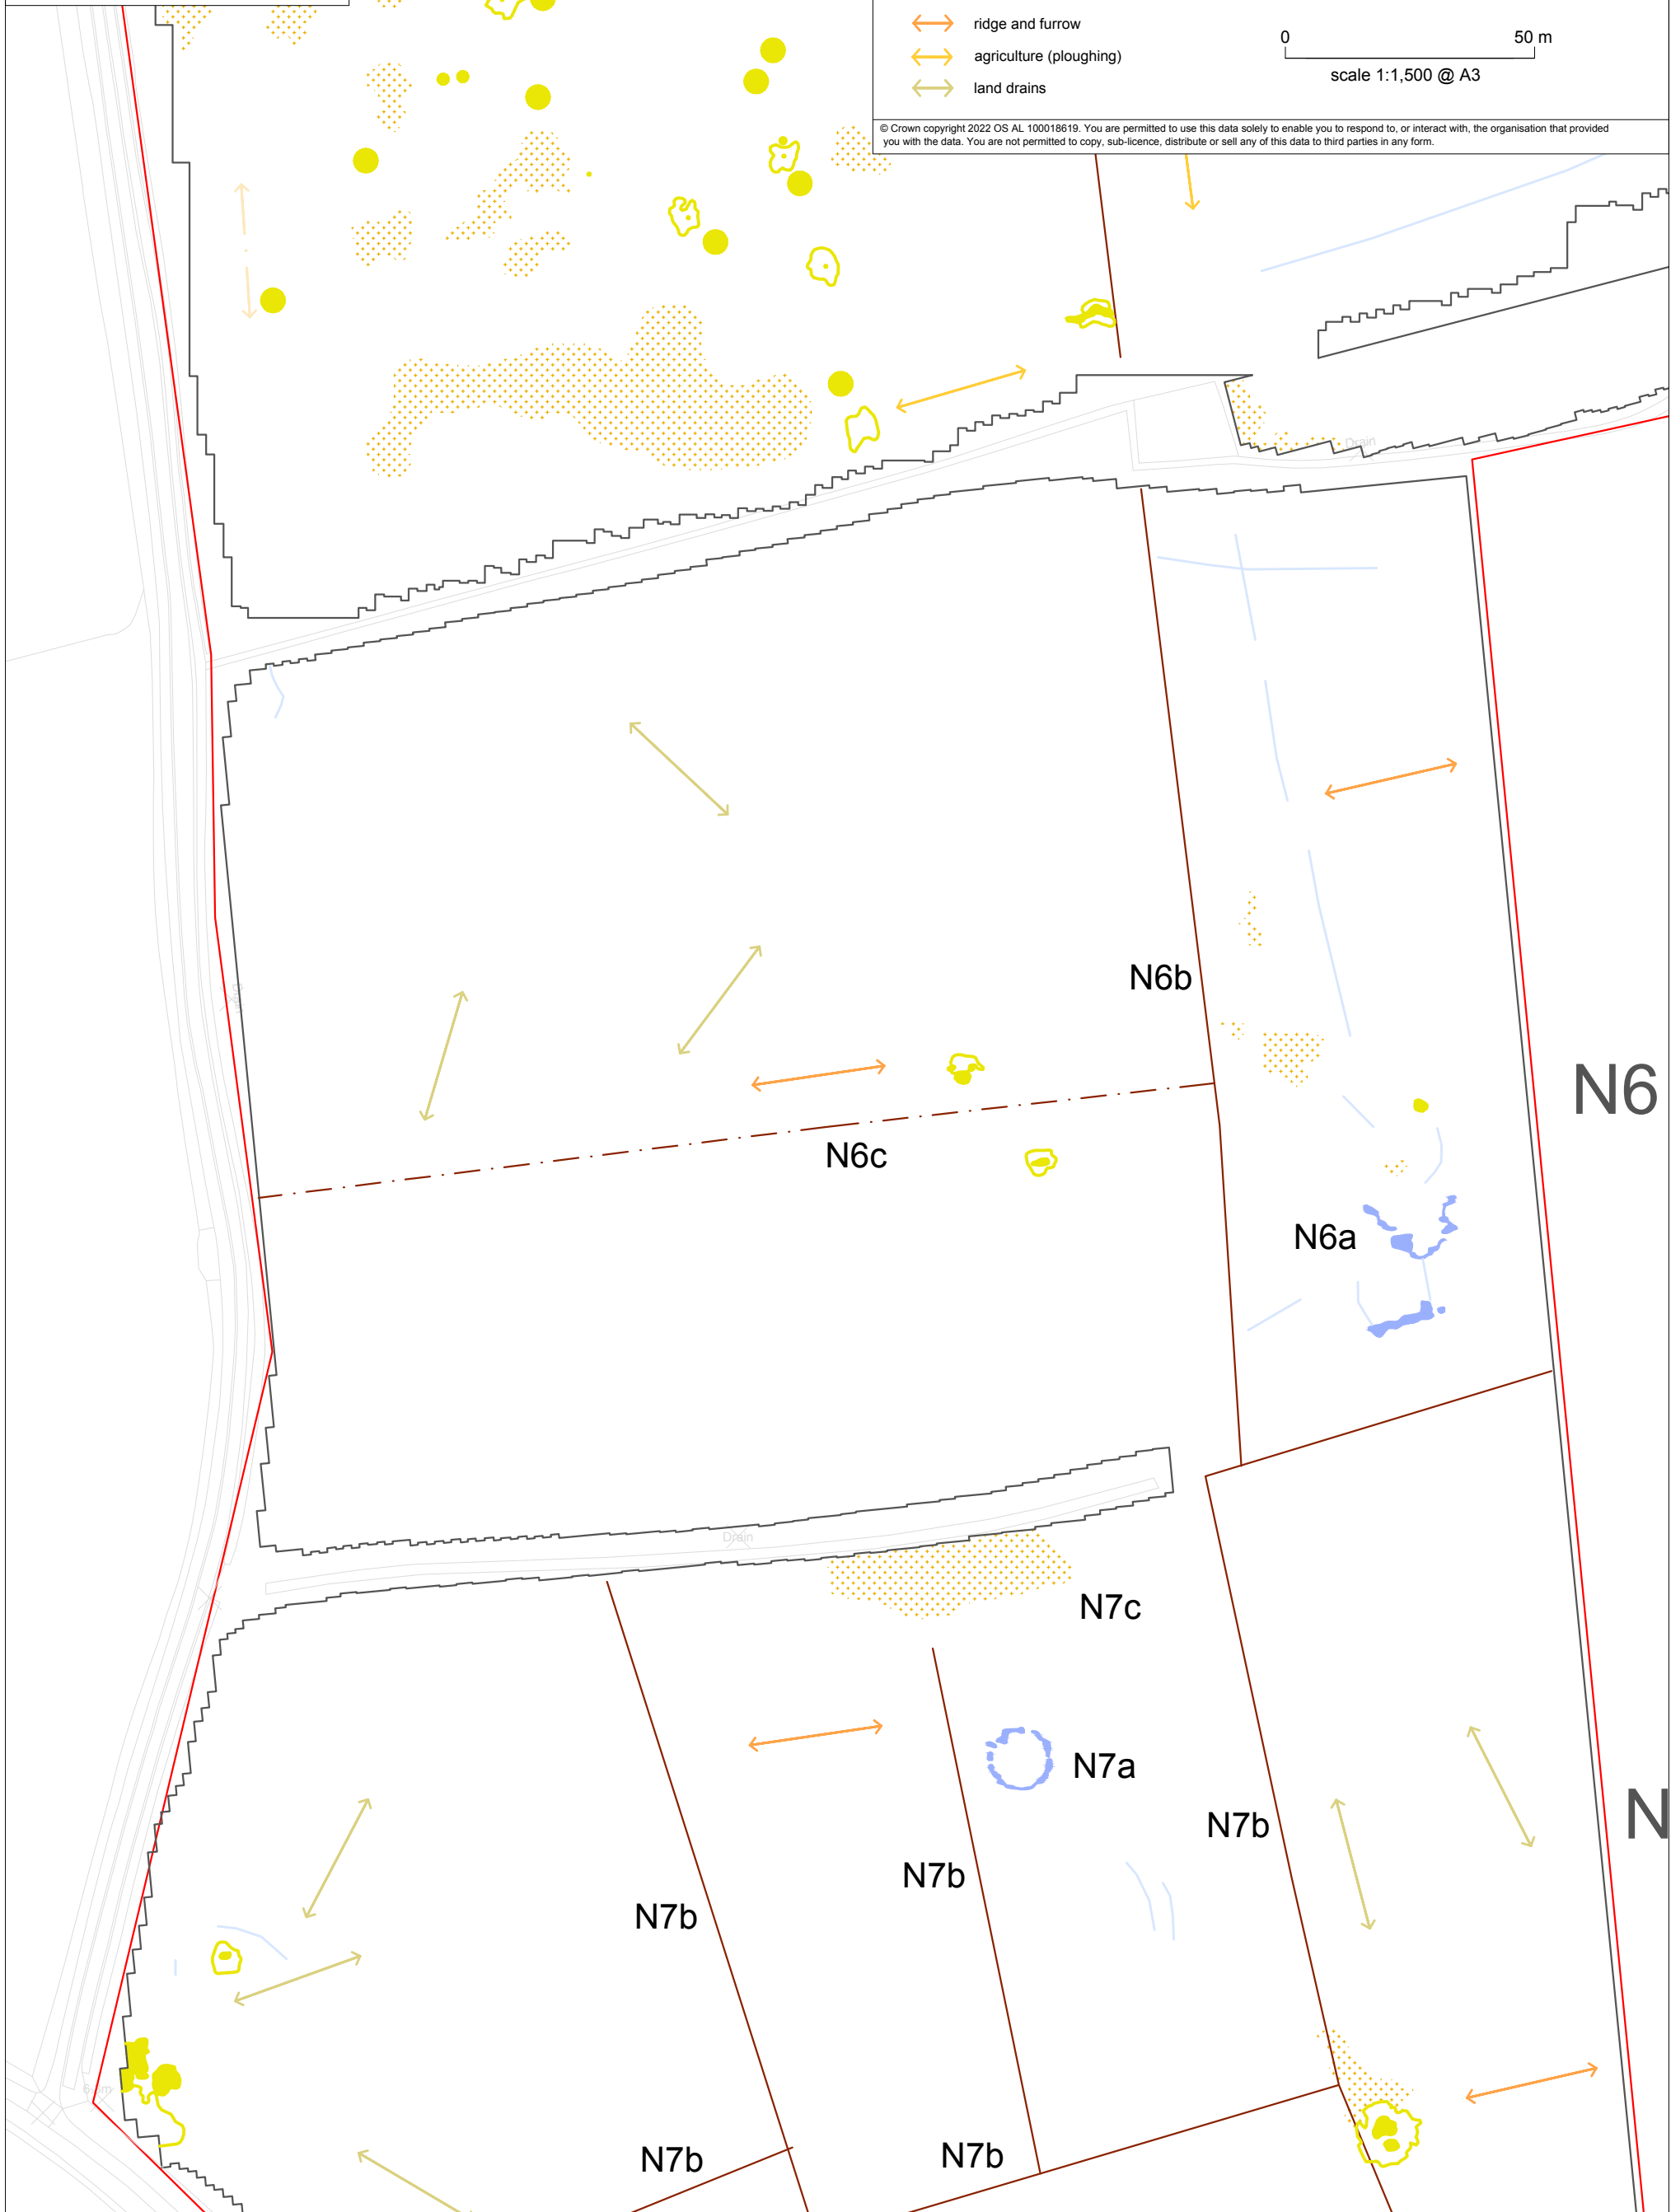 ridge and furrow
agriculture (ploughing)
land drains
0 50 m
scale 1:1,500 @ A3
© Crown copyright 2022 OS AL 100018619. You are permitted to use this data solely to enable you to respond to, or interact with, the organisation that provided
you with the data. You are not permitted to copy, sub-licence, distribute or sell any of this data to third parties in any form.
Drain
N6b
Drain
N6
N6c
N6a
Drain
N7c
N7a
N
N7b
N7b
N7b
N7b
N7b